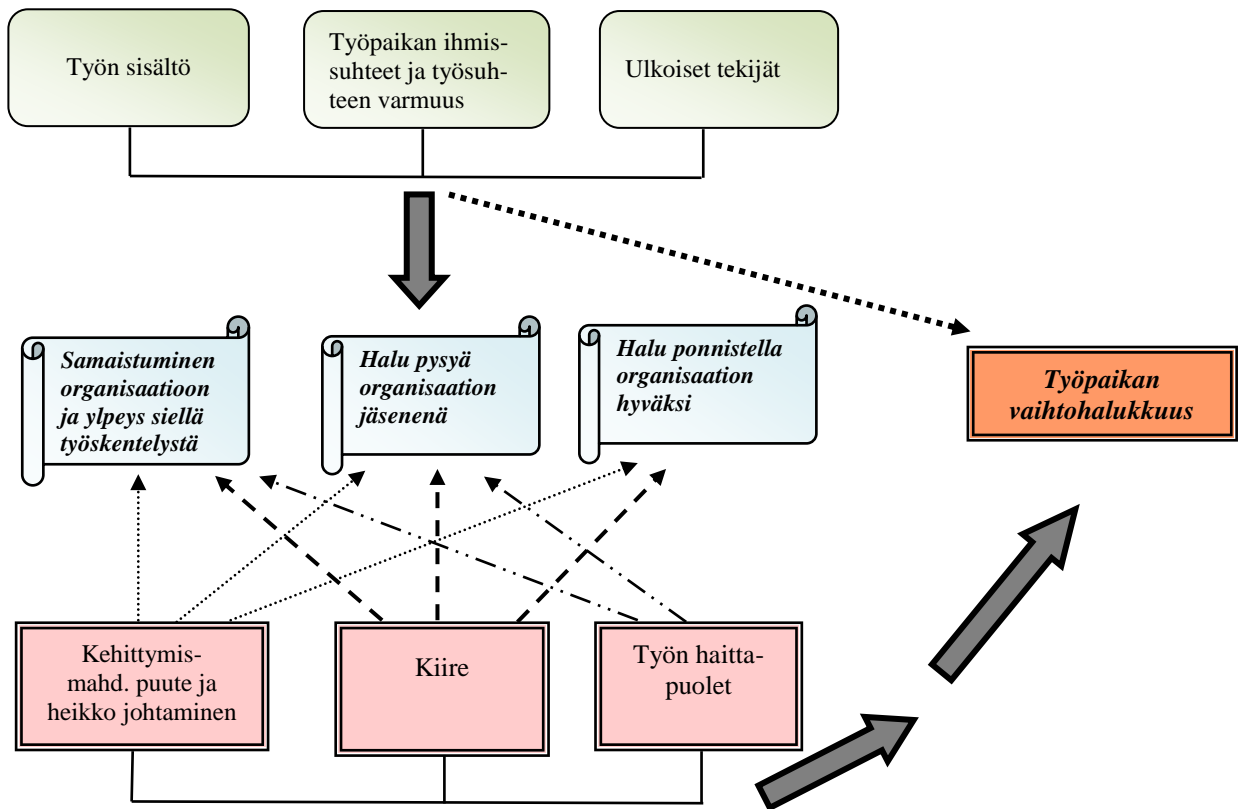 Työn sisältö
Työpaikan ihmis-
suhteet ja työsuh-
teen varmuus
Ulkoiset tekijät
Samaistuminen
organisaatioon
ja ylpeys siellä
työskentelystä
Halu pysyä
organisaation
jäsenenä
Halu ponnistella
organisaation
hyväksi
Työpaikan
vaihtohalukkuus
Kehittymis-
mahd. puute ja
heikko johtaminen
Kiire
Työn haitta-
puolet